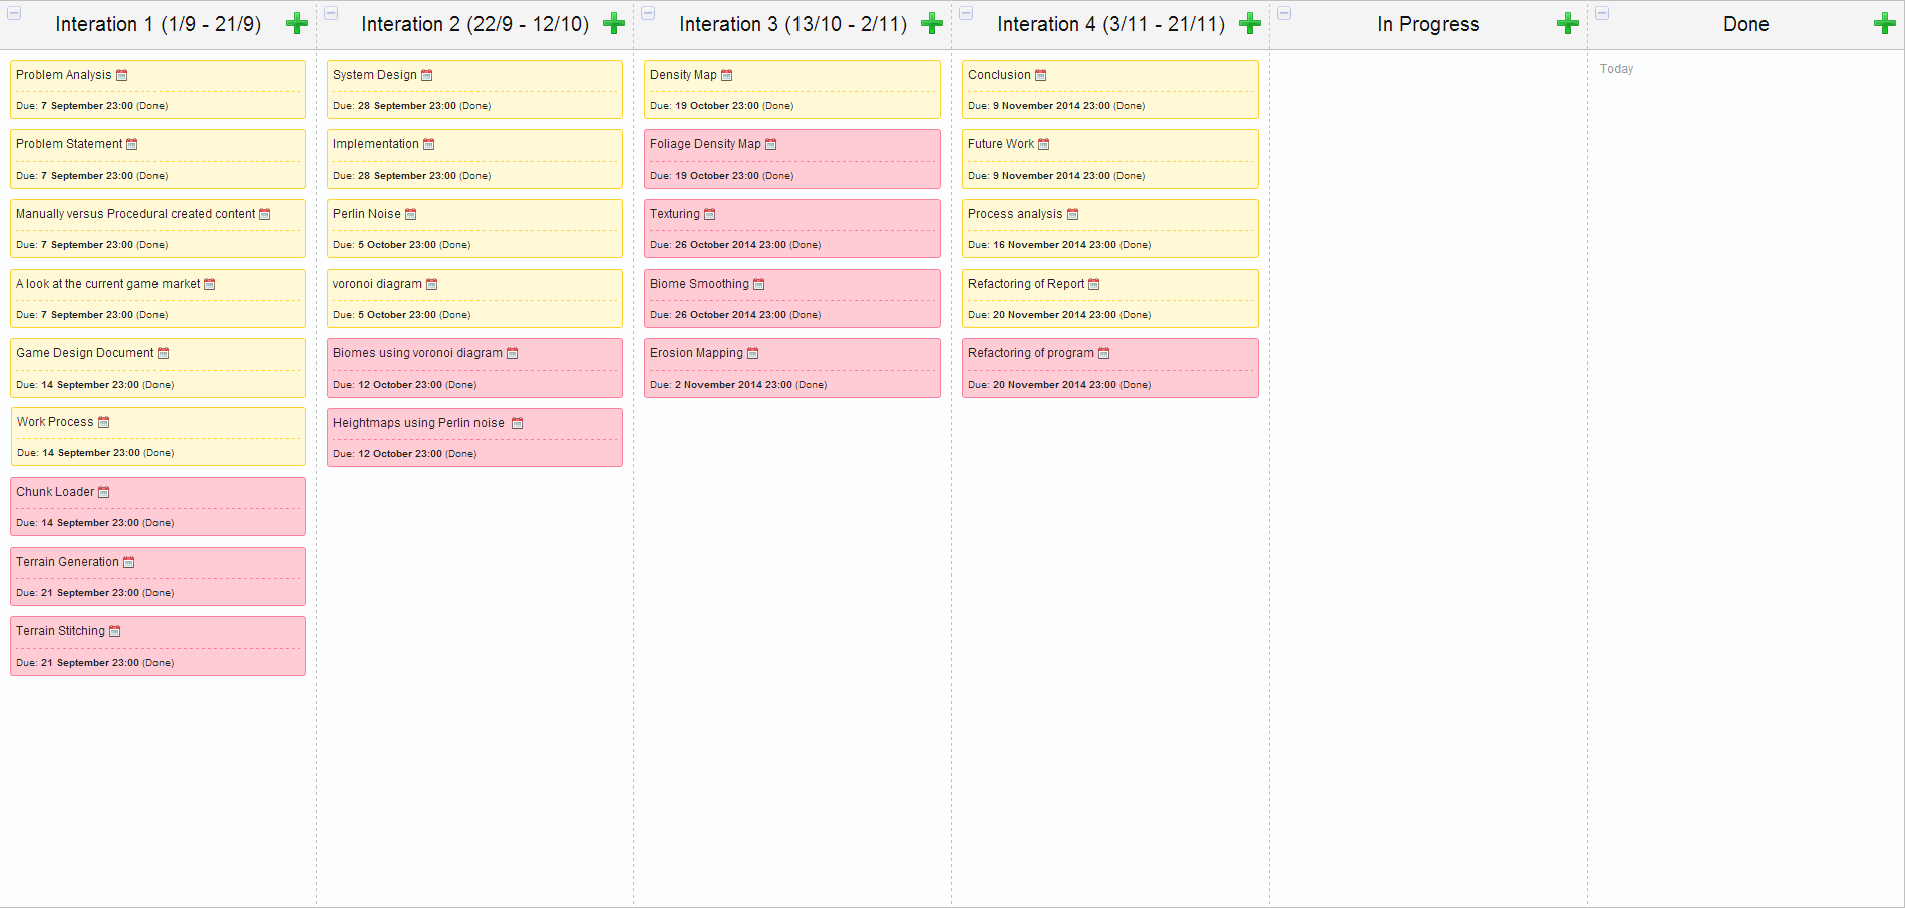 Interation 1 (1/9 - 21/9)
Problem Analysis
Due: 7 September 23:00 (Done)
Problem Statement
Due: 7 September 23:00 (Done)
Manually versus Procedural created content
Due: 7 September 23:00 (Done)
A look at the current game market
Due: 7 September 23:00 (Done)
Game Design Document
Due: 14 September 23:00 (Done)
Work Process
Due: 14 September 23:00 (Done)
Chunk Loader
Due: 14 September 23:00 (Done)
Terrain Generation
Due: 21 September 23:00 (Done)
Terrain Stitching
Due: 21 September 23:00 (Done)
Interation 2 (22/9 - 12/10)
System Design
Due: 28 September 23:00 (Done)
Implementation
Due: 28 September 23:00 (Done)
Perlin Noise
Due: 5 October 23:00 (Done)
voronoi diagram
Due: 5 October 23:00 (Done)
Biomes using voronoi diagram
Due: 12 October 23:00 (Done)
Heightmaps using Perlin noise
Due: 12 October 23:00 (Done)
Interation 3 (13/10 - 2/11)
Density Map
Due: 19 October 23:00 (Done)
Foliage Density Map
Due: 19 October 23:00 (Done)
Texturing
Due: 26 October 2014 23:00 (Done)
Biome Smoothing
Due: 26 October 2014 23:00 (Done)
Erosion Mapping
Due: 2 November 2014 23:00 (Done)
Interation 4 (3/11 - 21/11)
Conclusion
Due: 9 November 2014 23:00 (Done)
Future Work
Due: 9 November 2014 23:00 (Done)
Process analysis
Due: 16 November 2014 23:00 (Done)
Refactoring of Report
Due: 20 November 2014 23:00 (Done)
Refactoring of program
Due: 20 November 2014 23:00 (Done)
In Progress
Done
Today